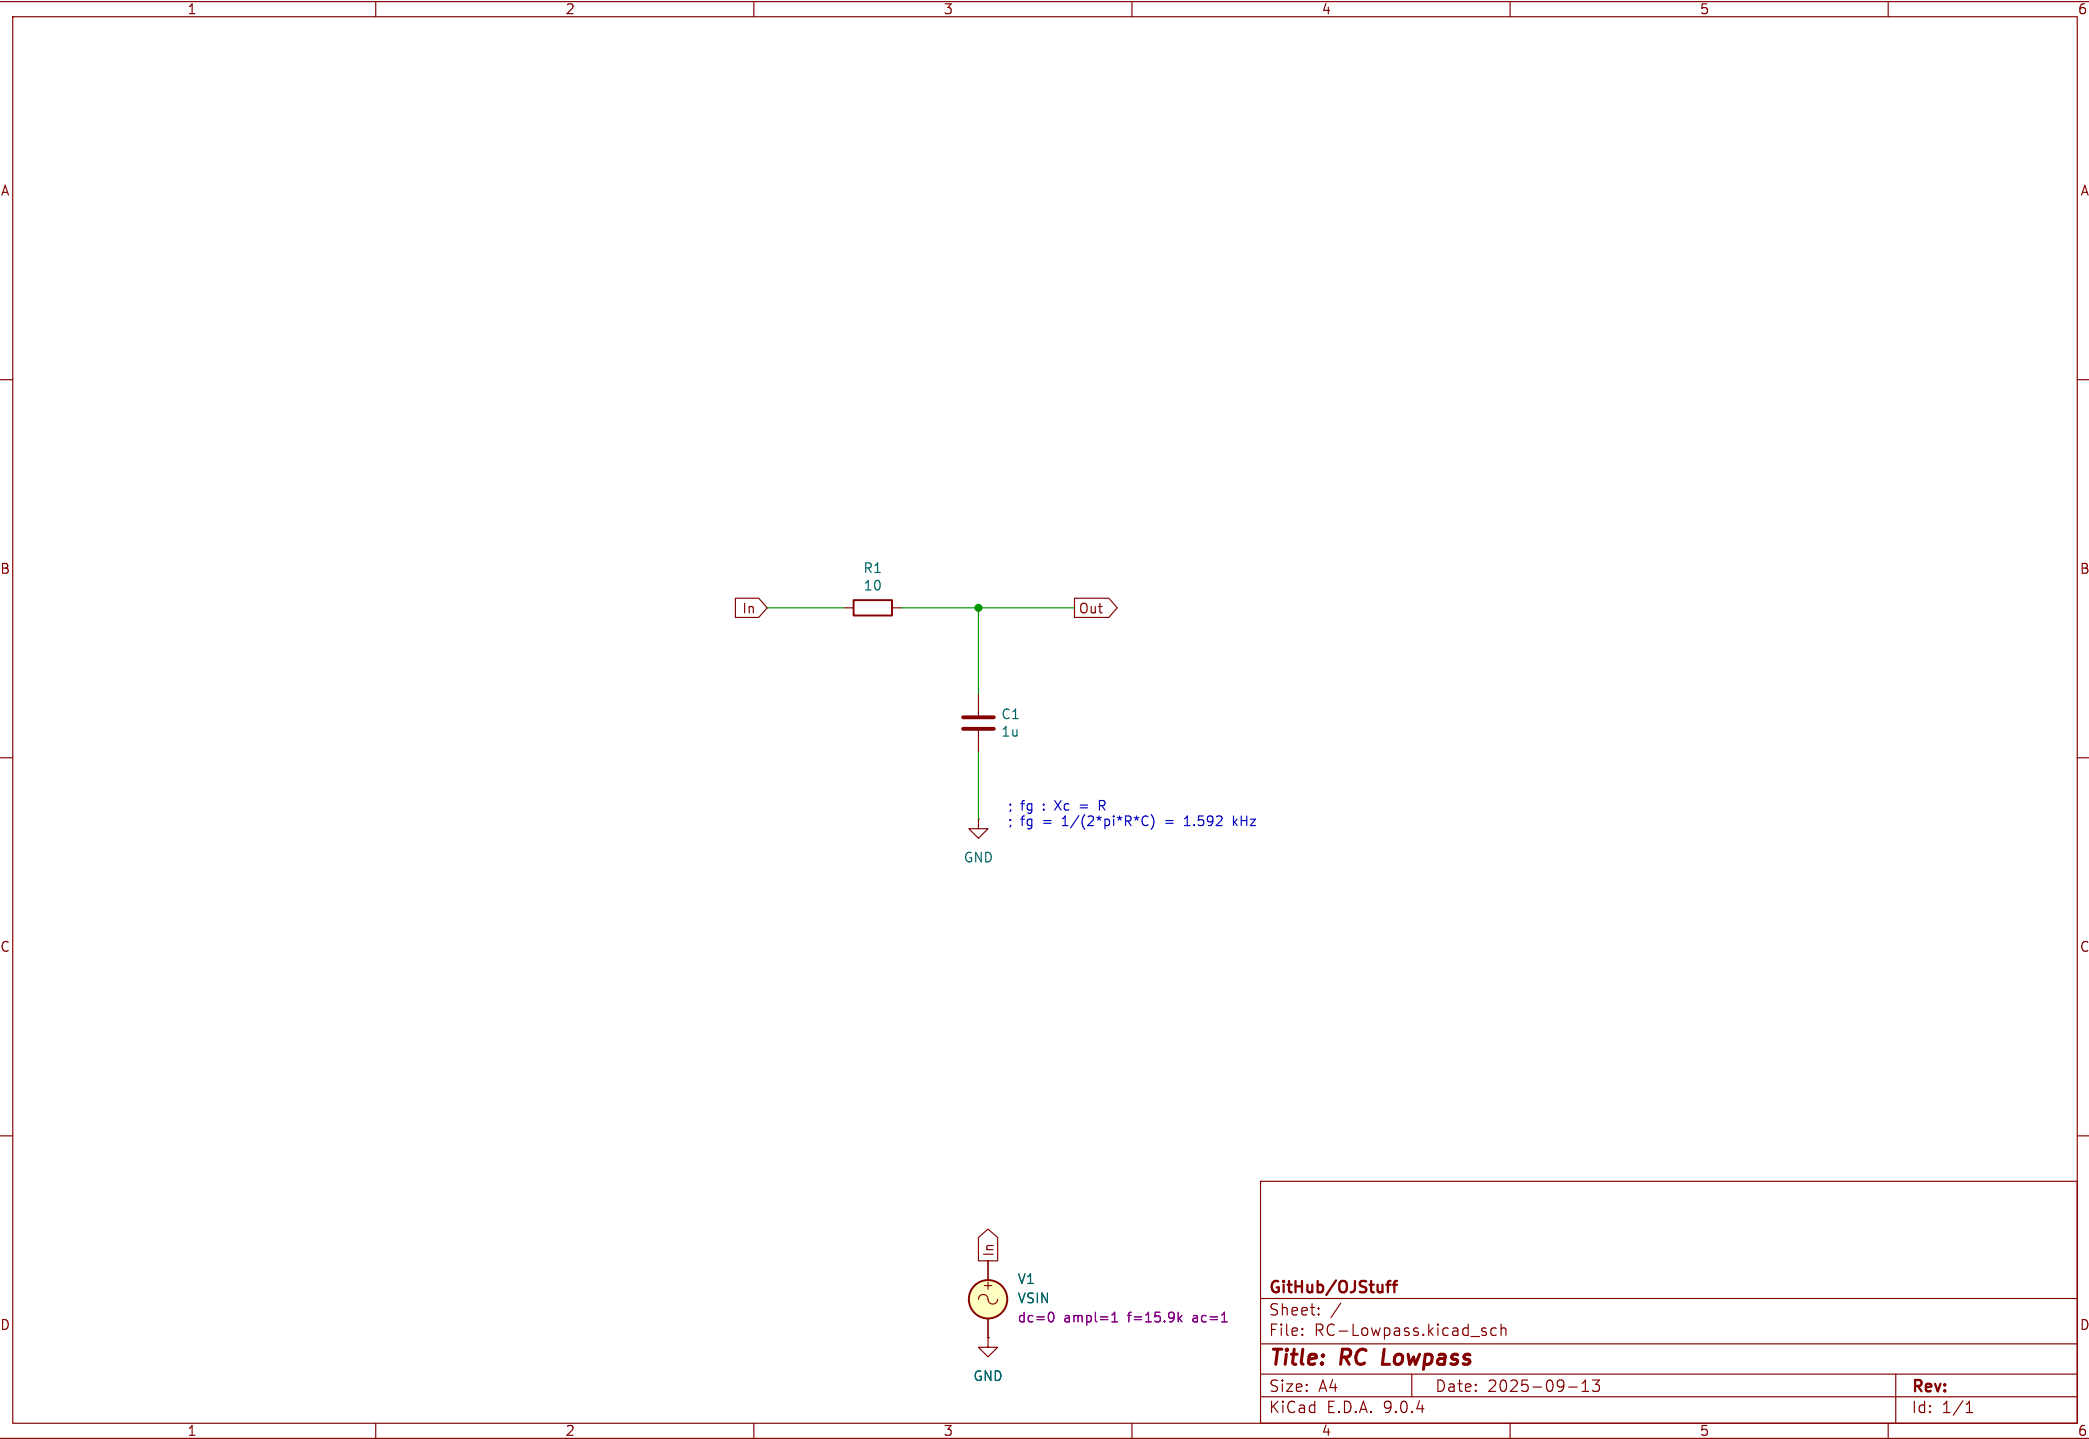 1 2 3 4 5 6
A A
R1
10
In Out
B B
C1
1u
; fg : Xc = R
; fg = 1/(2*pi*R*C) = 1.592 kHz
GND
C C
In
V1
VSIN
dc=0 ampl=1 f=15.9k ac=1
GND
D D
GitHub/OJStuff
Sheet: /
File: RC-Lowpass.kicad_sch
Title: RC Lowpass
Size: A4 Date: 2025-09-13 Rev:
KiCad E.D.A. 9.0.4 Id: 1/1
1 2 3 4 5 6